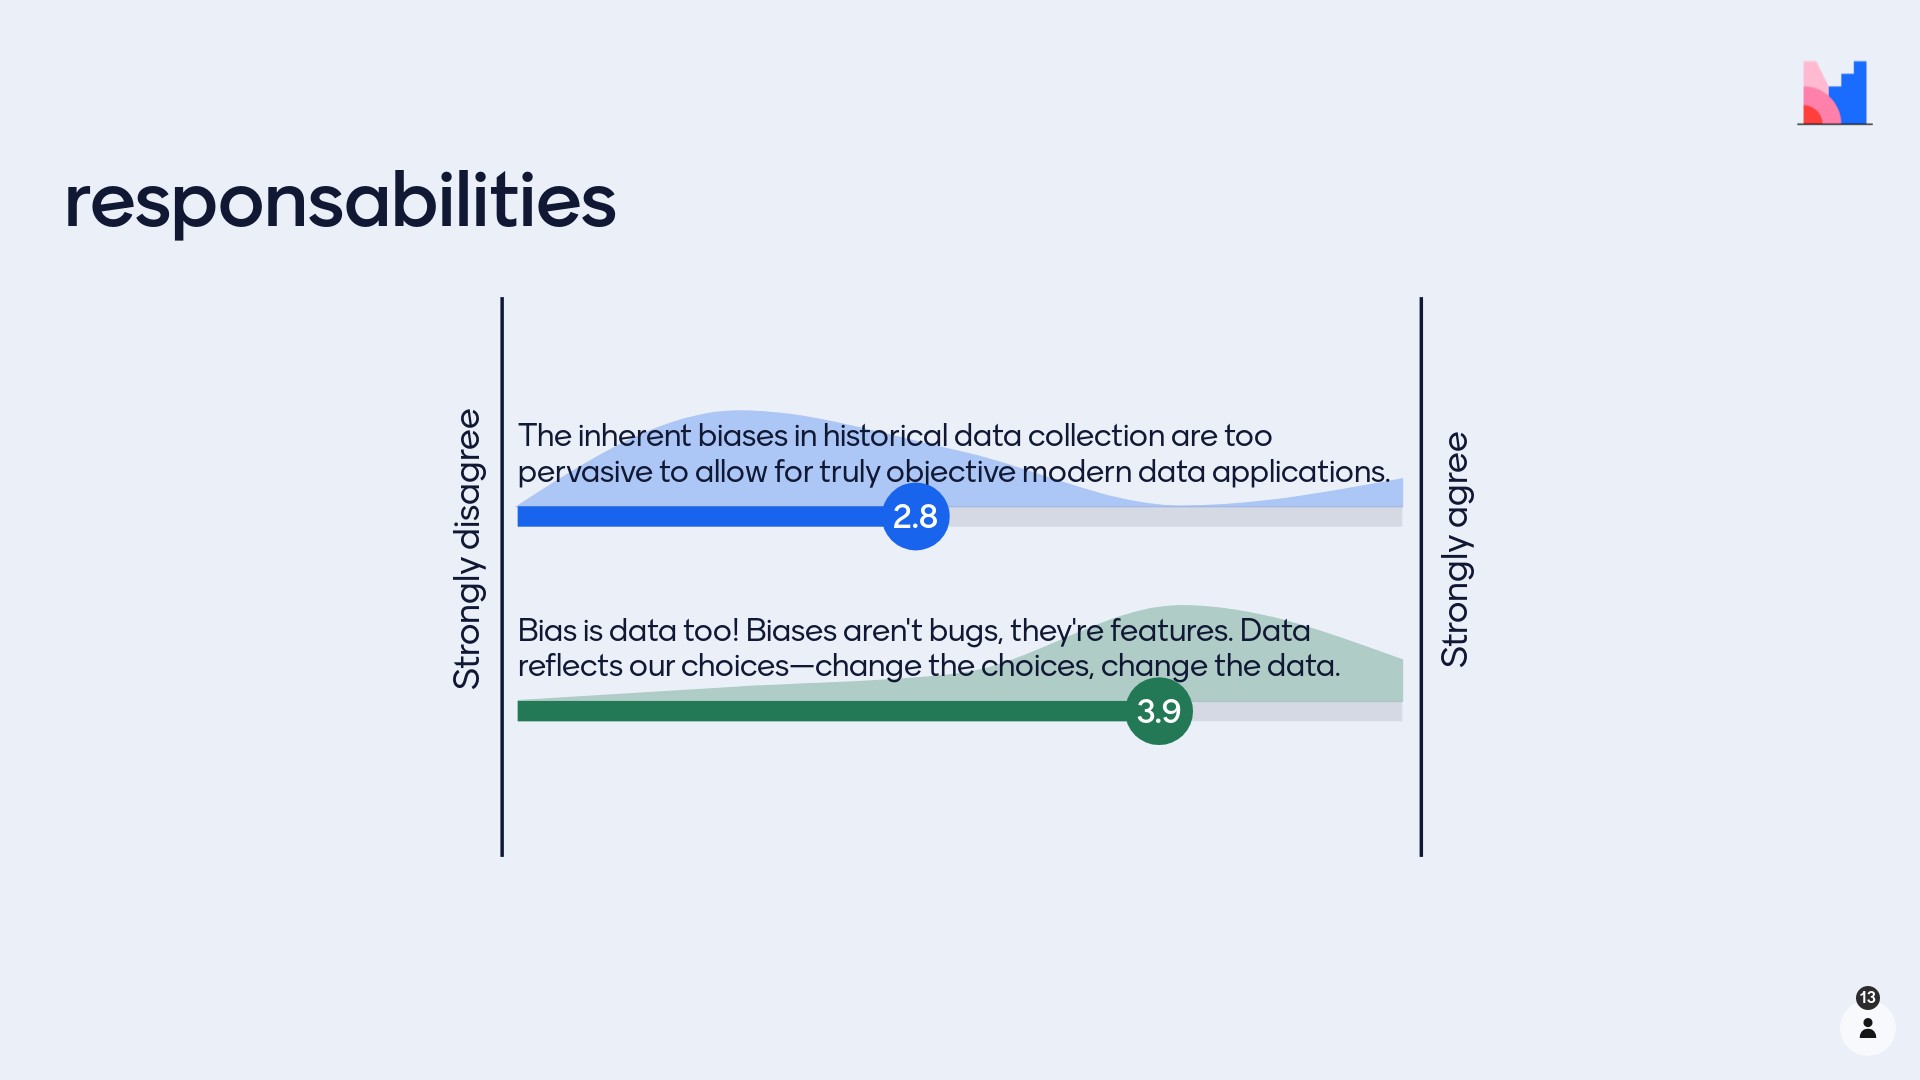 responsabilities
Strongly disagree
The inherent biases in historical data collection are too
pervasive to allow for truly objective modern data applications.
2.8
Bias is data too! Biases aren't bugs, they're features. Data
reflects our choices—change the choices, change the data.
3.9
Strongly agree
13